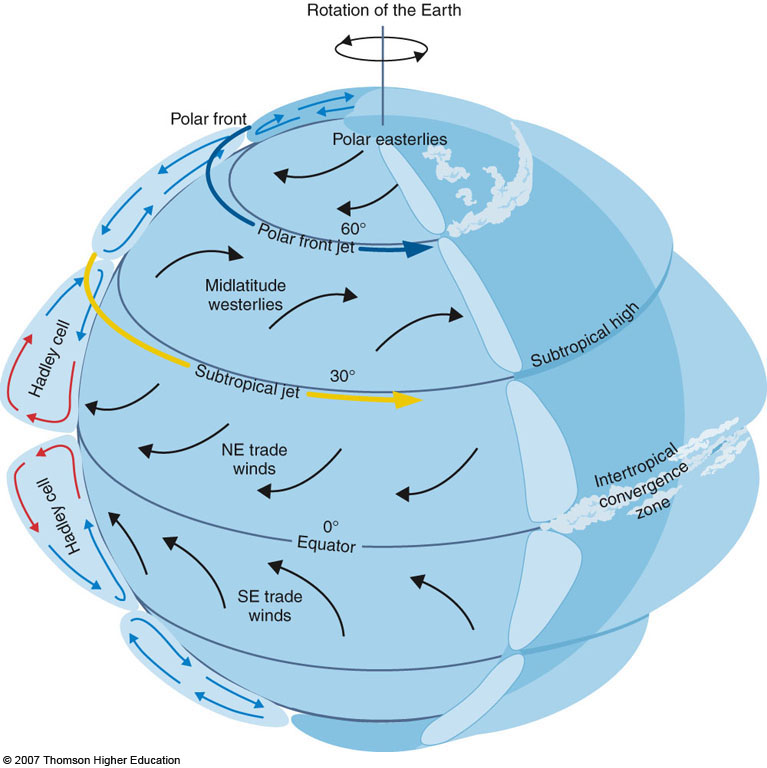 Rotation of the Earth
Polar front
Polar easterlies
60°
Polar front jet
Midlatitude
westerlies
Subtropical high
Hadley cell
30°
Subtropical jet
NE trade
winds
Intertropical
convergence
zone
Hadley cell
0°
Equator
SE trade
winds
© 2007 Thomson Higher Education